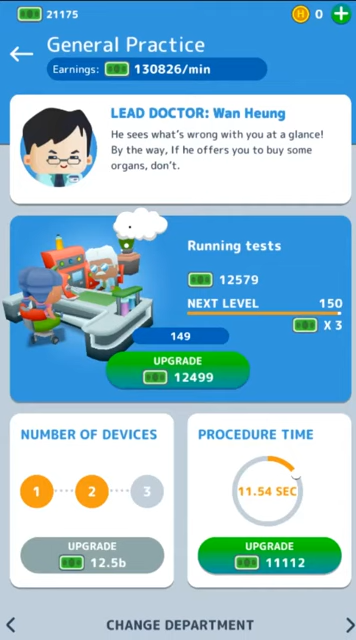 21175
H 0 +
General Practice
Earnings: 130826/min
LEAD DOCTOR: Wan Heung
He sees what's wrong with you at a glance!
By the way, If he offers you to buy some
organs, don't.
Running tests
12579
NEXT LEVEL 150
X 3
149
UPGRADE
12499
NUMBER OF DEVICES
1 2 3
UPGRADE
12.5b
PROCEDURE TIME
11.54 SEC
UPGRADE
11112
CHANGE DEPARTMENT